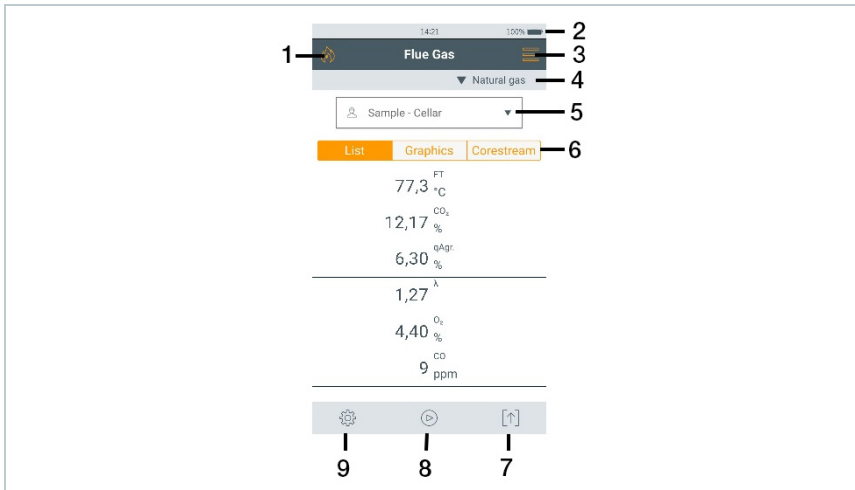 14:21 100% 2
1 Flue Gas 3
▼ Natural gas 4
Sample - Cellar ▼ 5
List Graphics Corestream 6
77,3 FT °C
12,17 CO₂ %
6,30 qAgr. %
1,27 λ
4,40 O₂ %
9 CO ppm
9 8 7